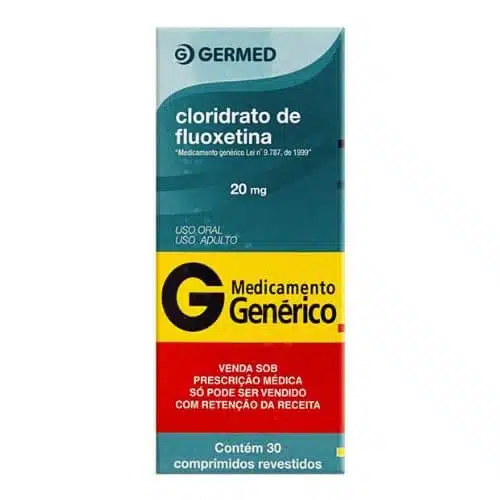 GERMED
cloridrato de
fluoxetina
"Medicamento genérico Lei nº 9.787, de 1999"
20 mg
USO ORAL
USO ADULTO
G Medicamento
Genérico
VENDA SOB
PRESCRIÇÃO MÉDICA
SÓ PODE SER VENDIDO
COM RETENÇÃO DA RECEITA
Contém 30
comprimidos revestidos